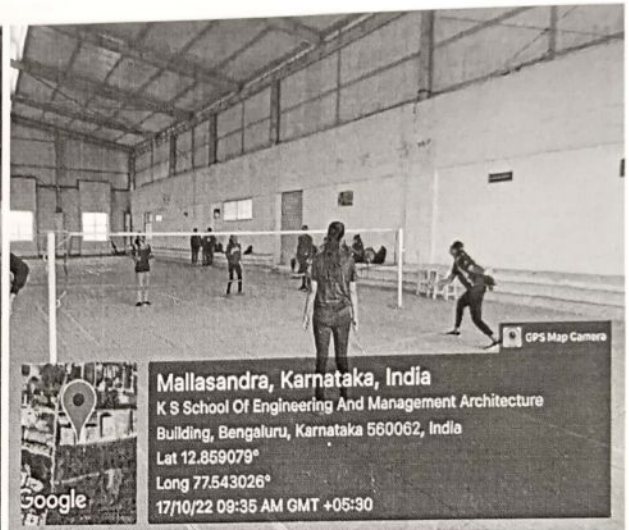 GPS Map Camera
Mallasandra, Karnataka, India
K S School Of Engineering And Management Architecture
Building, Bengaluru, Karnataka 560062, India
Lat 12.859079°
Long 77.543026°
17/10/22 09:35 AM GMT +05:30
Google